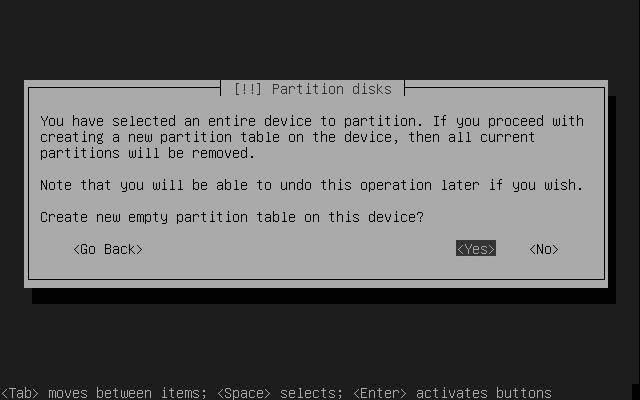 [!!] Partition disks
You have selected an entire device to partition. If you proceed with
creating a new partition table on the device, then all current
partitions will be removed.
Note that you will be able to undo this operation later if you wish.
Create new empty partition table on this device?
<Go Back> <Yes> <No>
<Tab> moves between items; <Space> selects; <Enter> activates buttons